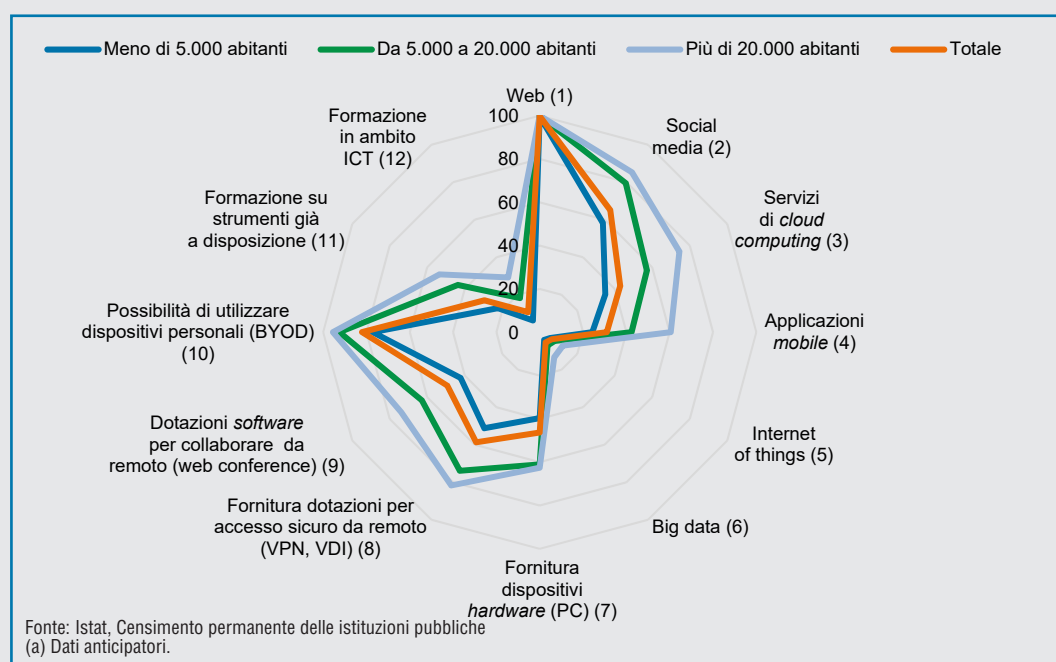 Meno di 5.000 abitanti
Da 5.000 a 20.000 abitanti
Più di 20.000 abitanti
Totale
Web (1)
Social
media (2)
Servizi
di cloud
computing (3)
Applicazioni
mobile (4)
Internet
of things (5)
Big data (6)
Fornitura
dispositivi
hardware (PC) (7)
Fornitura dotazioni per
accesso sicuro da remoto
(VPN, VDI) (8)
Dotazioni software
per collaborare da
remoto (web conference) (9)
Possibilità di utilizzare
dispositivi personali (BYOD)
(10)
Formazione su
strumenti già
a disposizione (11)
Formazione
in ambito
ICT (12)
100
80
60
40
20
0
Fonte: Istat, Censimento permanente delle istituzioni pubbliche
(a) Dati anticipatori.